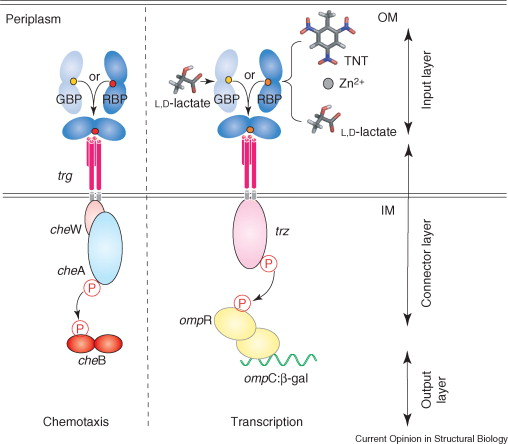 Periplasm
OM
or
GBP
RBP
L,D-lactate
or
GBP
RBP
TNT
Zn2+
L,D-lactate
Input layer
trg
IM
cheW
cheA
P
P
cheB
trz
P
P
ompR
ompC:β-gal
Connector layer
Output layer
Chemotaxis
Transcription
Current Opinion in Structural Biology